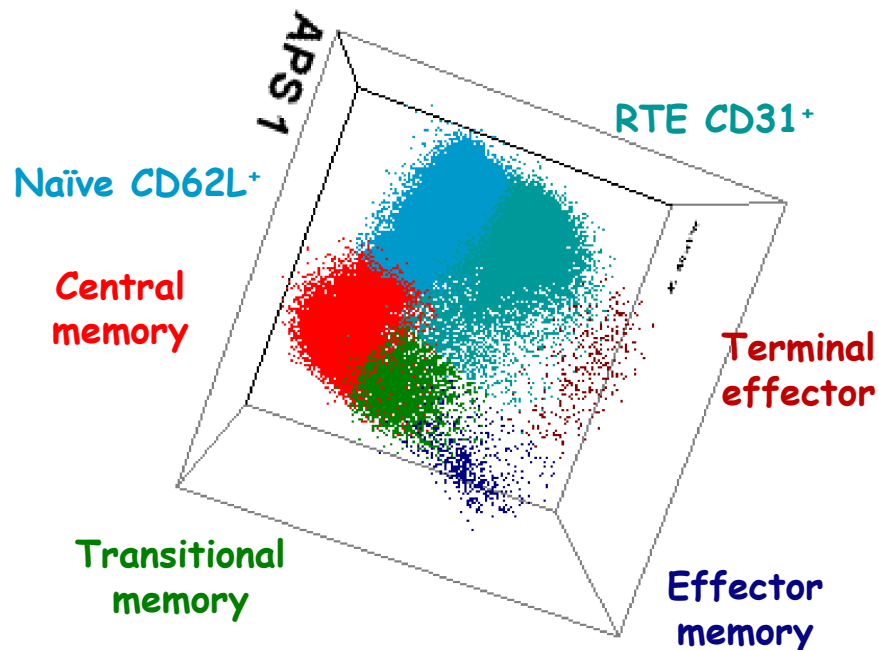 APS 1
RTE CD31⁺
Naïve CD62L⁺
Central
memory
Terminal
effector
Transitional
memory
Effector
memory